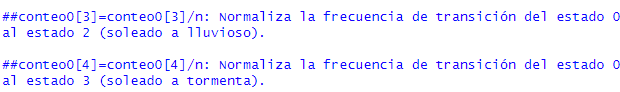 ##conteo0[3]=conteo0[3]/n: Normaliza la frecuencia de transición del estado 0
al estado 2 (soleado a lluvioso).
##conteo0[4]=conteo0[4]/n: Normaliza la frecuencia de transición del estado 0
al estado 3 (soleado a tormenta).